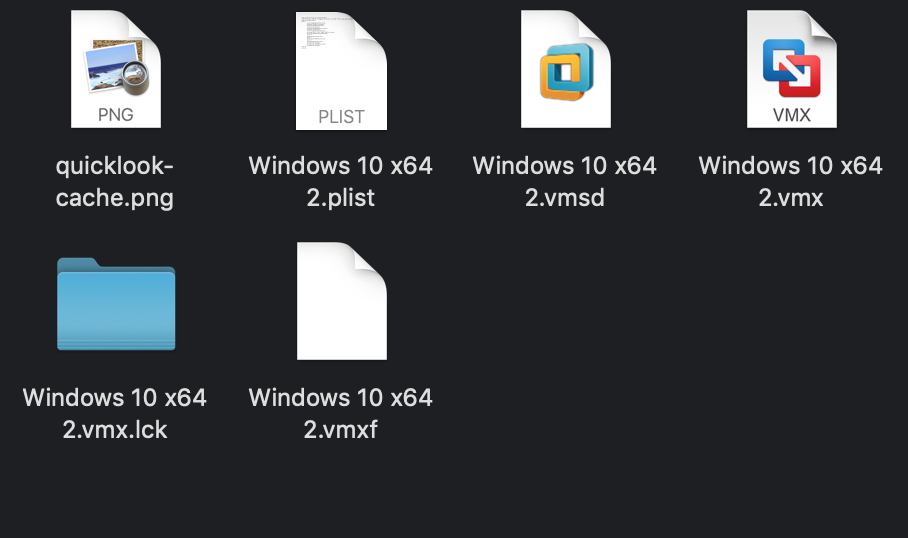 PNG
PLIST
VMX
quicklook-
cache.png
Windows 10 x64
2.plist
Windows 10 x64
2.vmsd
Windows 10 x64
2.vmx
Windows 10 x64
2.vmx.lck
Windows 10 x64
2.vmxf